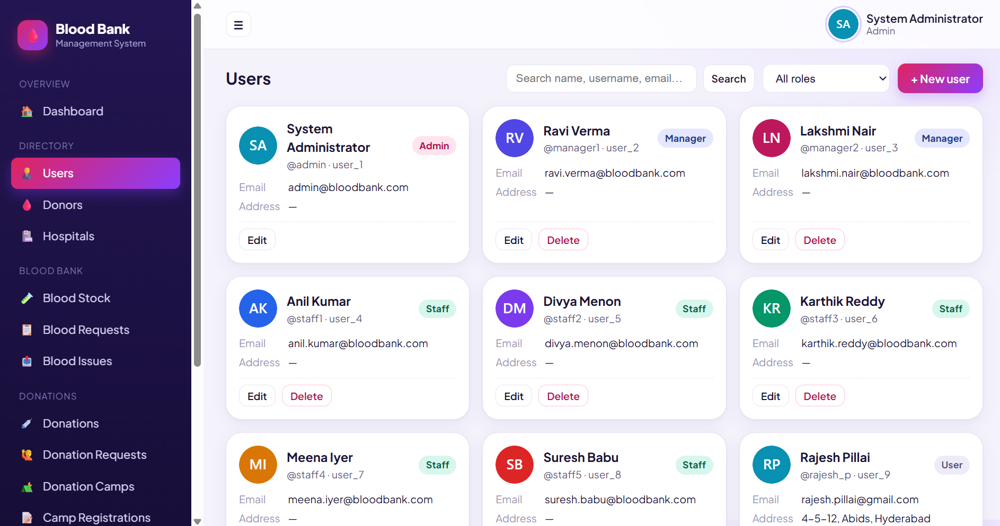 Blood Bank
Management System
OVERVIEW
Dashboard
DIRECTORY
Users
Donors
Hospitals
BLOOD BANK
Blood Stock
Blood Requests
Blood Issues
DONATIONS
Donations
Donation Requests
Donation Camps
Camp Registrations
SA
System Administrator
Admin
Users
Search name, username, email...
Search
All roles
+ New user
SA
System
Administrator
@admin · user_1
Admin
Email admin@bloodbank.com
Address —
Edit
RV
Ravi Verma
@manager1 · user_2
Manager
Email ravi.verma@bloodbank.com
Address —
Edit Delete
LN
Lakshmi Nair
@manager2 · user_3
Manager
Email lakshmi.nair@bloodbank.com
Address —
Edit Delete
AK
Anil Kumar
@staff1 · user_4
Staff
Email anil.kumar@bloodbank.com
Address —
Edit Delete
DM
Divya Menon
@staff2 · user_5
Staff
Email divya.menon@bloodbank.com
Address —
Edit Delete
KR
Karthik Reddy
@staff3 · user_6
Staff
Email karthik.reddy@bloodbank.com
Address —
Edit Delete
MI
Meena Iyer
@staff4 · user_7
Staff
Email meena.iyer@bloodbank.com
Address —
SB
Suresh Babu
@staff5 · user_8
Staff
Email suresh.babu@bloodbank.com
Address —
RP
Rajesh Pillai
@rajesh_p · user_9
User
Email rajesh.pillai@gmail.com
Address 4-5-12, Abids, Hyderabad